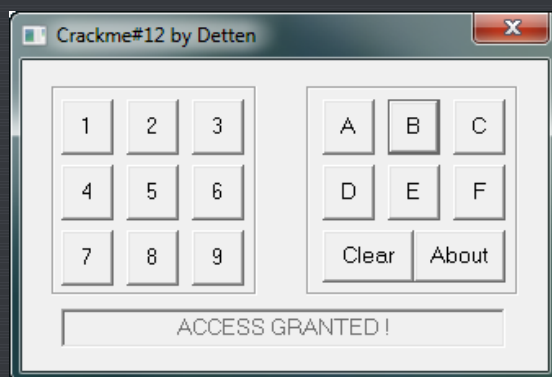 Crackme#12 by Detten
x
1 2 3
A B C
4 5 6
D E F
7 8 9
Clear About
ACCESS GRANTED !